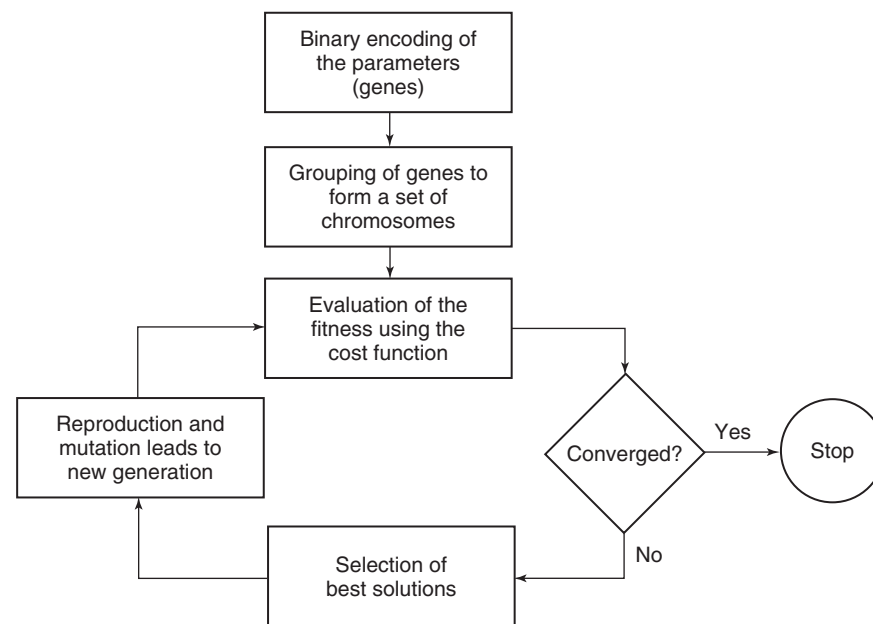 Binary encoding of
the parameters
(genes)
Grouping of genes to
form a set of
chromosomes
Evaluation of the
fitness using the
cost function
Reproduction and
mutation leads to
new generation
Converged?
Yes
Stop
No
Selection of
best solutions